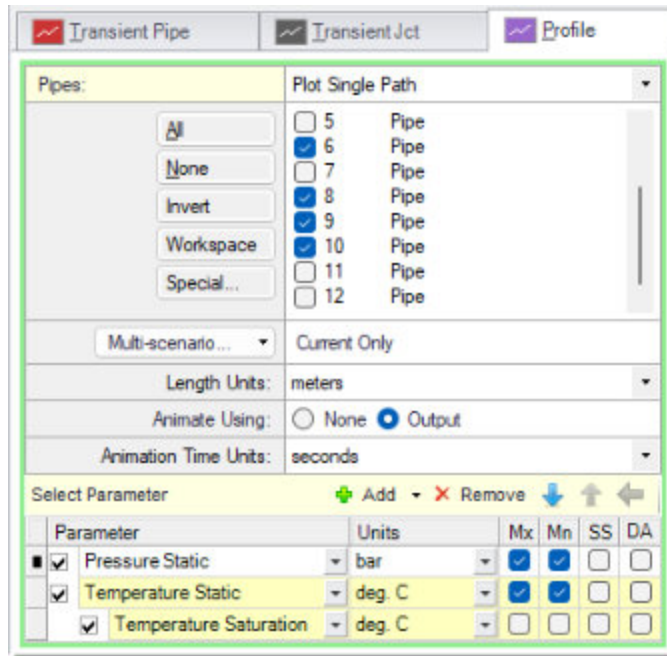 Transient Pipe Transient Jct Profile
Pipes: Plot Single Path
All
None
Invert
Workspace
Special...
5 Pipe
6 Pipe
7 Pipe
8 Pipe
9 Pipe
10 Pipe
11 Pipe
12 Pipe
Multi-scenario... Current Only
Length Units: meters
Animate Using: None Output
Animation Time Units: seconds
Select Parameter Add Remove
Parameter Units Mx Mn SS DA
Pressure Static bar
Temperature Static deg. C
Temperature Saturation deg. C